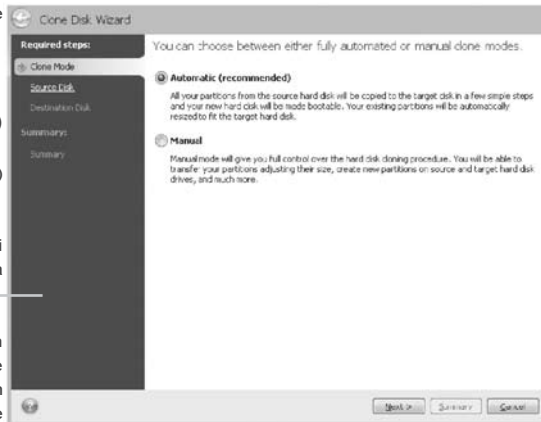 Clone Disk Wizard
Required steps:
Clone Mode
Source Disk
Destination Disk
Summary:
Summary
You can choose between either fully automated or manual clone modes.
Automatic (recommended)
All your partitions from the source hard disk will be copied to the target disk in a few simple steps
and your new hard disk will be made bootable. Your existing partitions will be automatically
resized to fit the target hard disk.
Manual
Manual mode will give you full control over the hard disk cloning procedure. You will be able to
transfer your partitions adjusting their size, create new partitions on source and target hard disk
drives, and much more.
Next >
Summary
Cancel